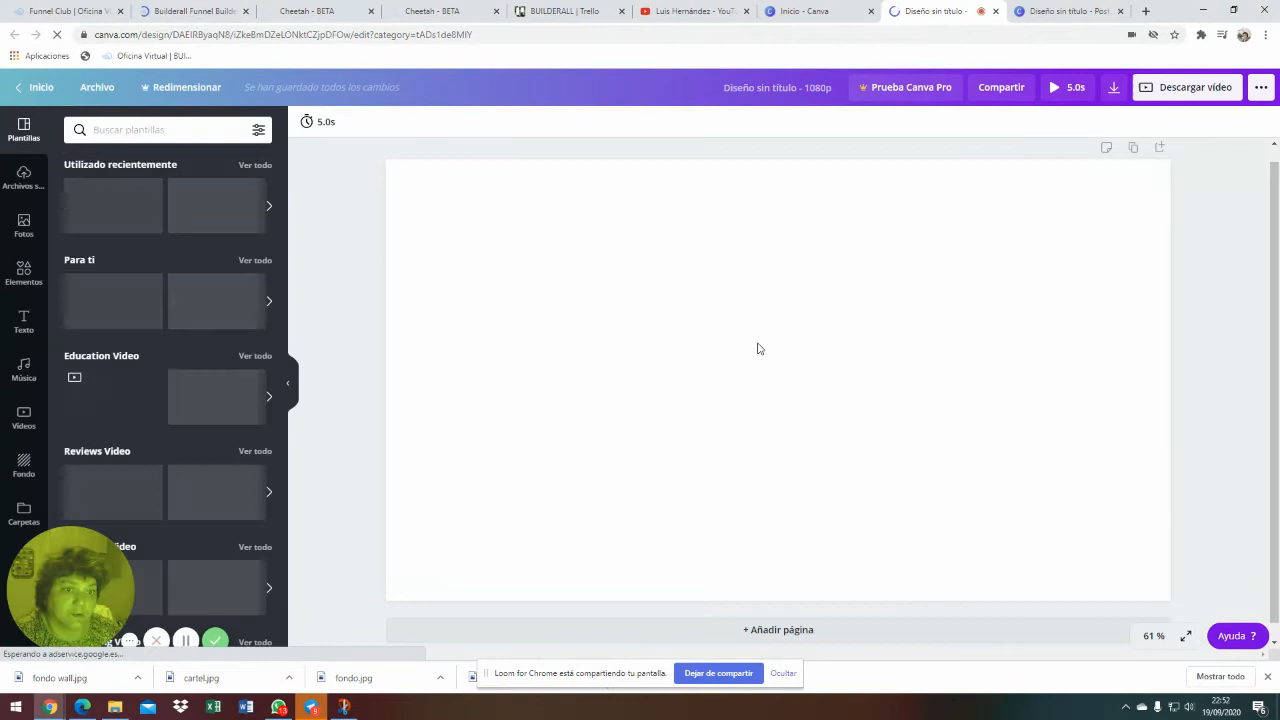 Funnel Club | Oficina V
Builderall Funnel Builder
Cheetah - BETA
Cheetah - BETA
BUILDERALL | Trello
Luis Hernández - YouT
Inicio - Canva
Diseño sin título -
Diseño sin título - Post
canva.com/design/DAEIRByaqN8/iZkeBmDZeLONktCZjpDFOw/edit?category=tADs1de8MIY
Aplicaciones
Oficina Virtual | BUI...
Inicio
Archivo
Redimensionar
Se han guardado todos los cambios
Diseño sin título - 1080p
Prueba Canva Pro
Compartir
5.0s
Descargar vídeo
Plantillas
Buscar plantillas
5.0s
Utilizado recientemente
Ver todo
Archivos s...
Fotos
Para ti
Ver todo
Elementos
Texto
Education Video
Ver todo
Música
Vídeos
Reviews Video
Ver todo
Fondo
Carpetas
Ver todo
+ Añadir página
61 %
Ayuda ?
Ver todo
Esperando a adservice.google.es...
fondo wall.jpg
cartel.jpg
fondo.jpg
Loom for Chrome está compartiendo tu pantalla.
Dejar de compartir
Ocultar
Mostrar todo
13
9
22:52
19/09/2020
6